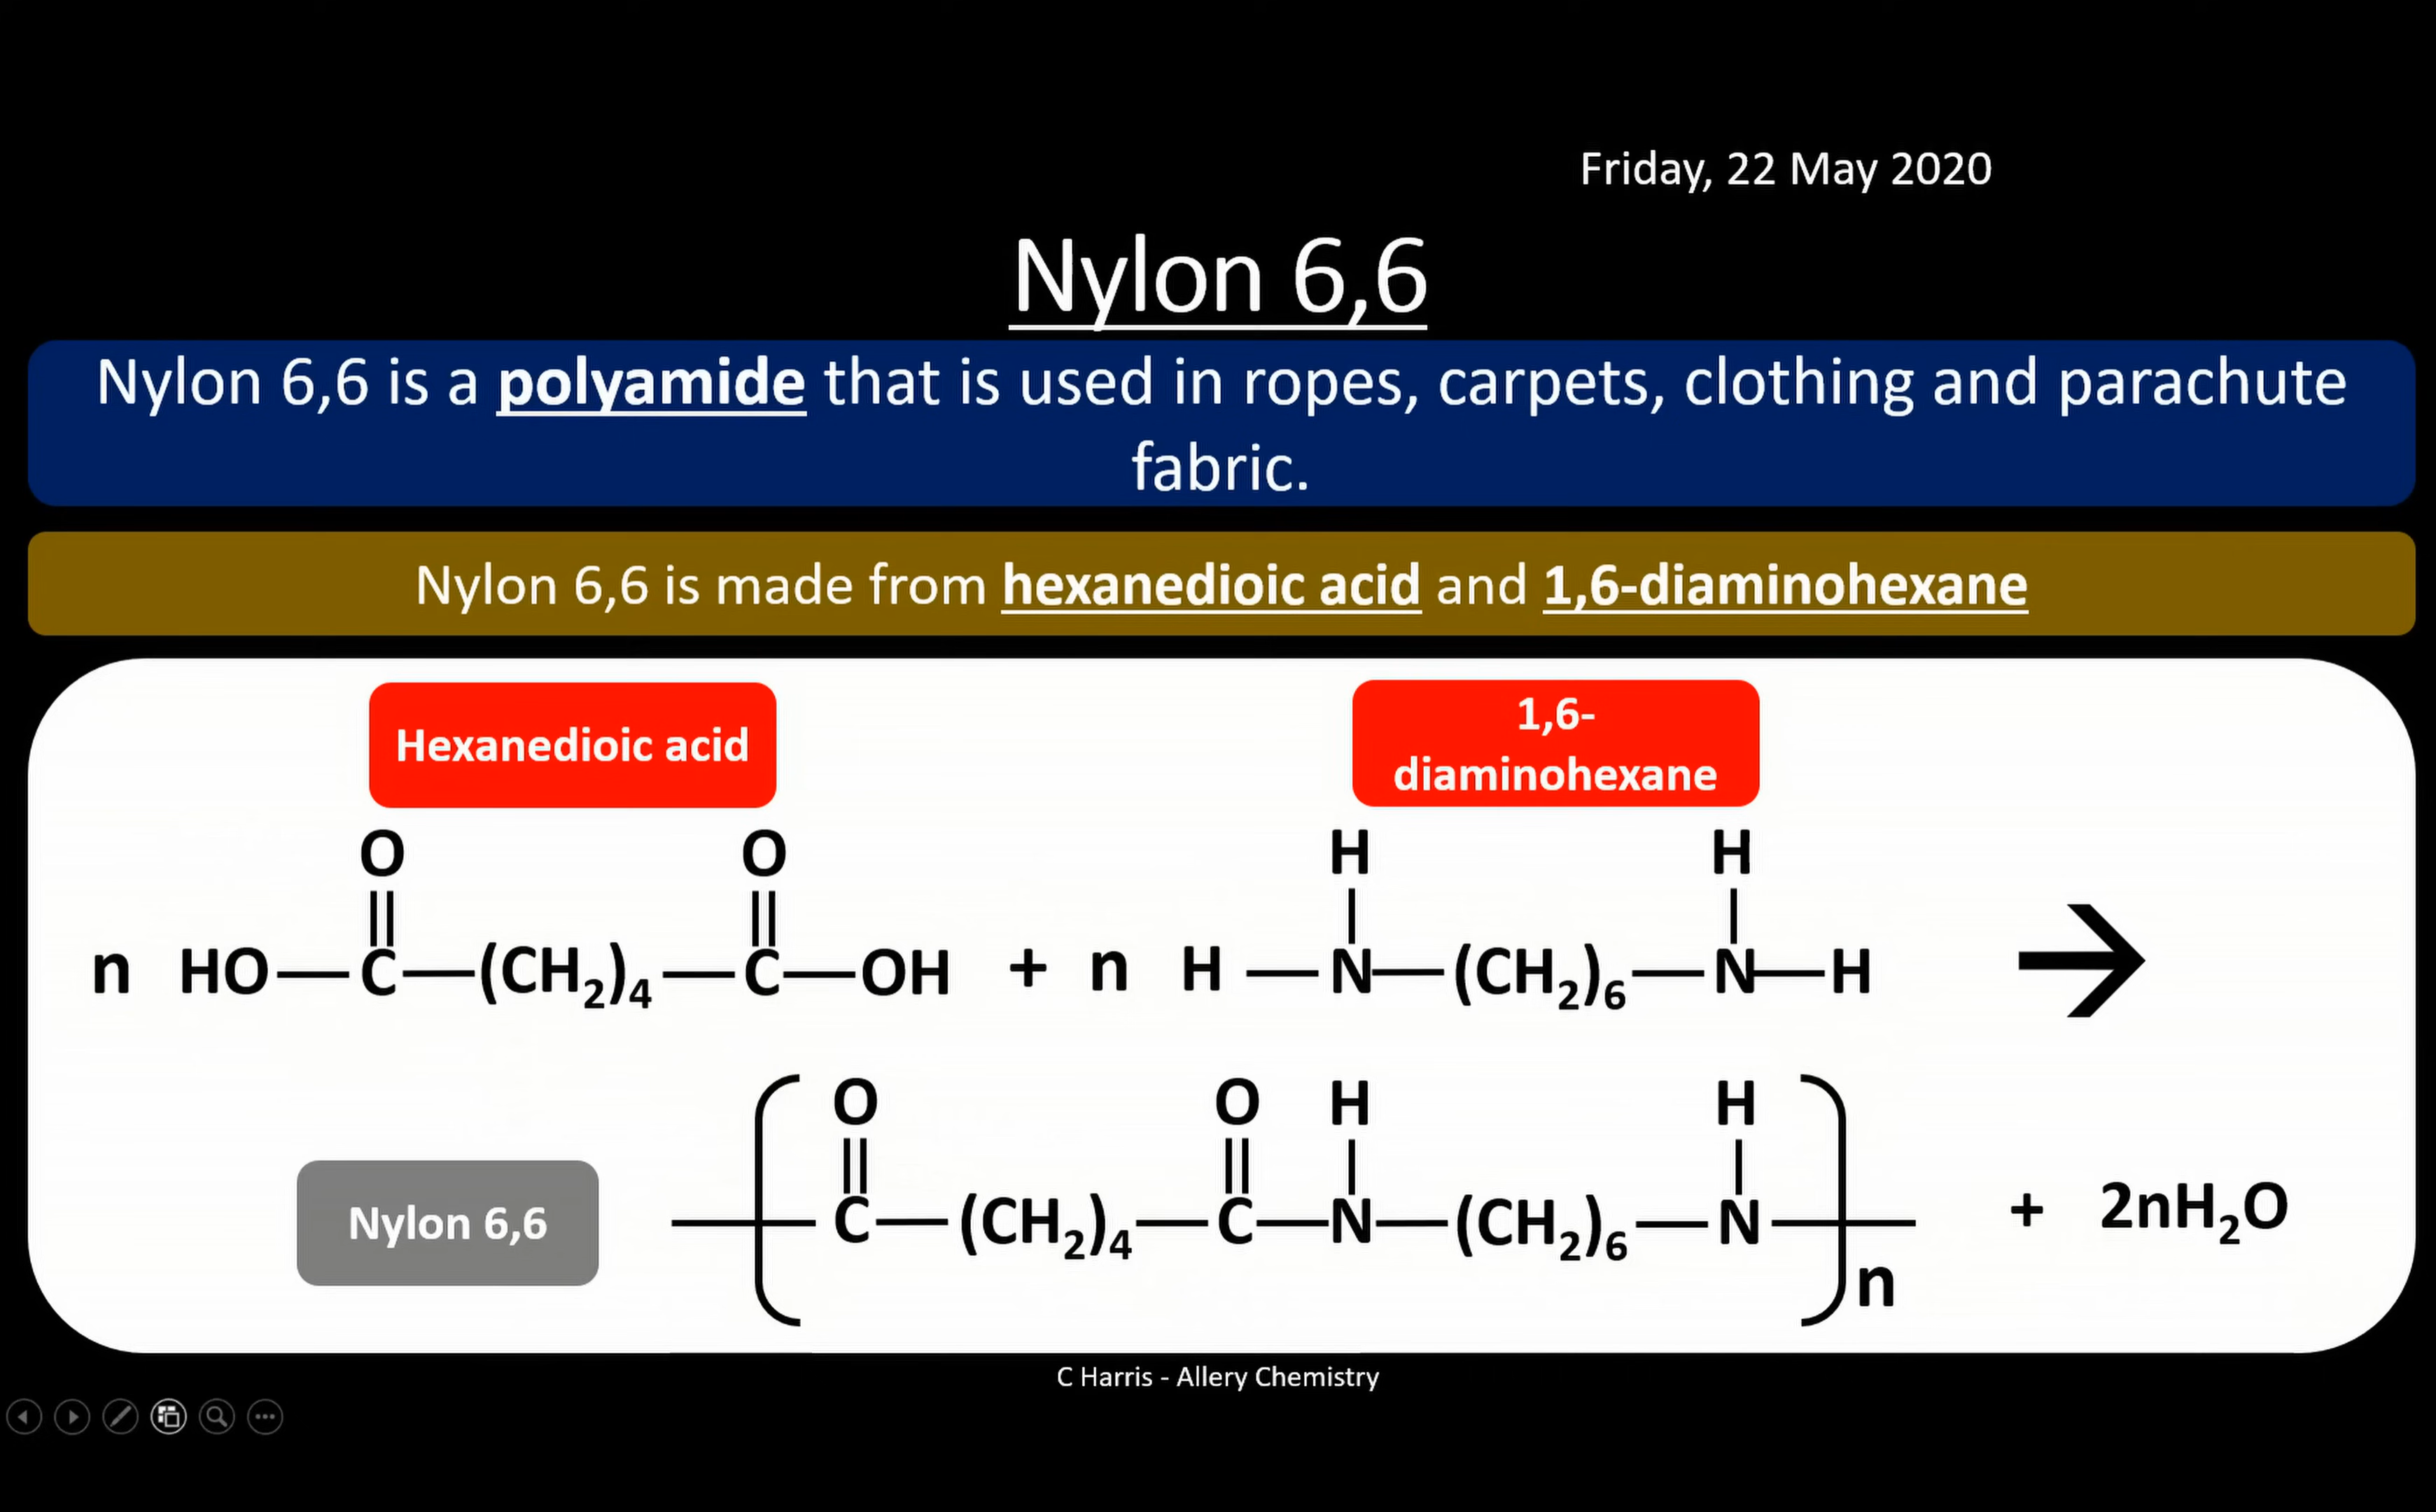 Friday, 22 May 2020
Nylon 6,6
Nylon 6,6 is a polyamide that is used in ropes, carpets, clothing and parachute
fabric.
Nylon 6,6 is made from hexanedioic acid and 1,6-diaminohexane
Hexanedioic acid
1,6-
diaminohexane
O O H H
n HO—C—(CH₂)₄—C—OH + n H—N—(CH₂)₆—N—H →
O O H H
Nylon 6,6
—C—(CH₂)₄—C—N—(CH₂)₆—N— + 2nH₂O
n
C Harris - Allery Chemistry